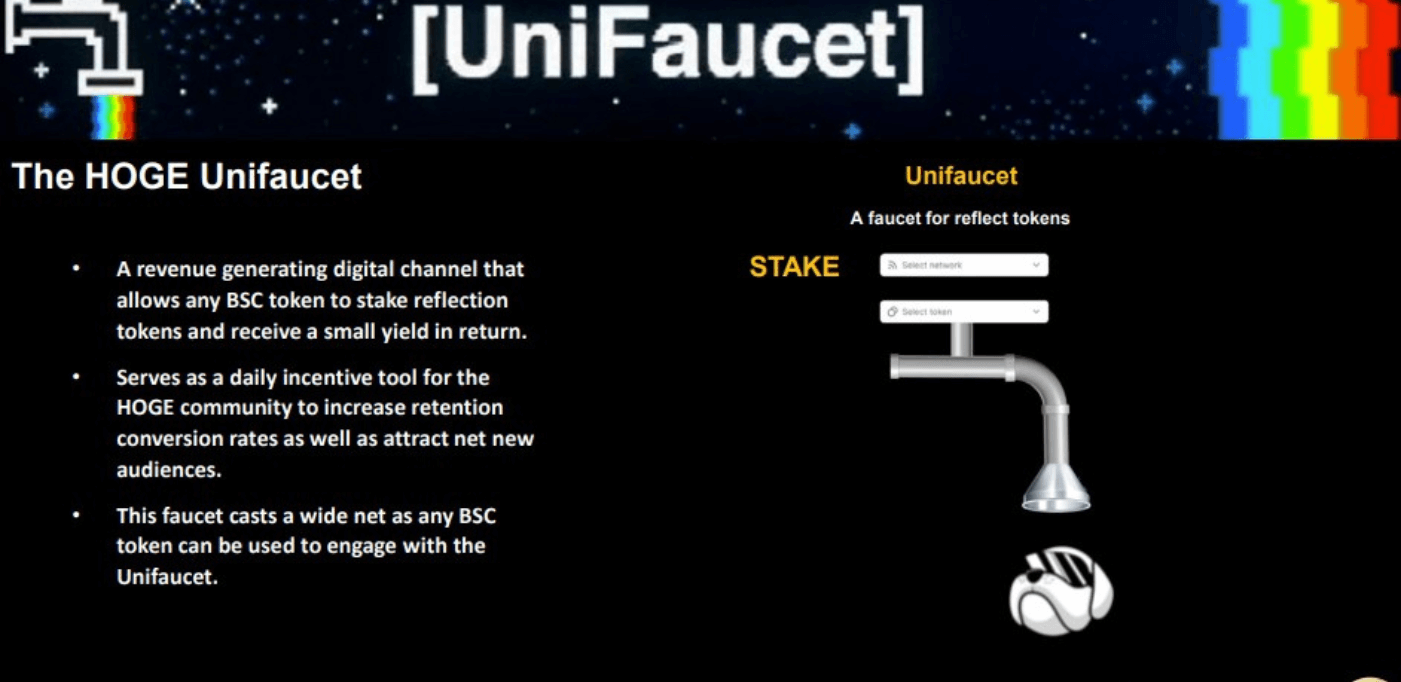 [UniFaucet]
The HOGE Unifaucet
• A revenue generating digital channel that
allows any BSC token to stake reflection
tokens and receive a small yield in return.
• Serves as a daily incentive tool for the
HOGE community to increase retention
conversion rates as well as attract net new
audiences.
• This faucet casts a wide net as any BSC
token can be used to engage with the
Unifaucet.
Unifaucet
A faucet for reflect tokens
STAKE
Select network
Select token